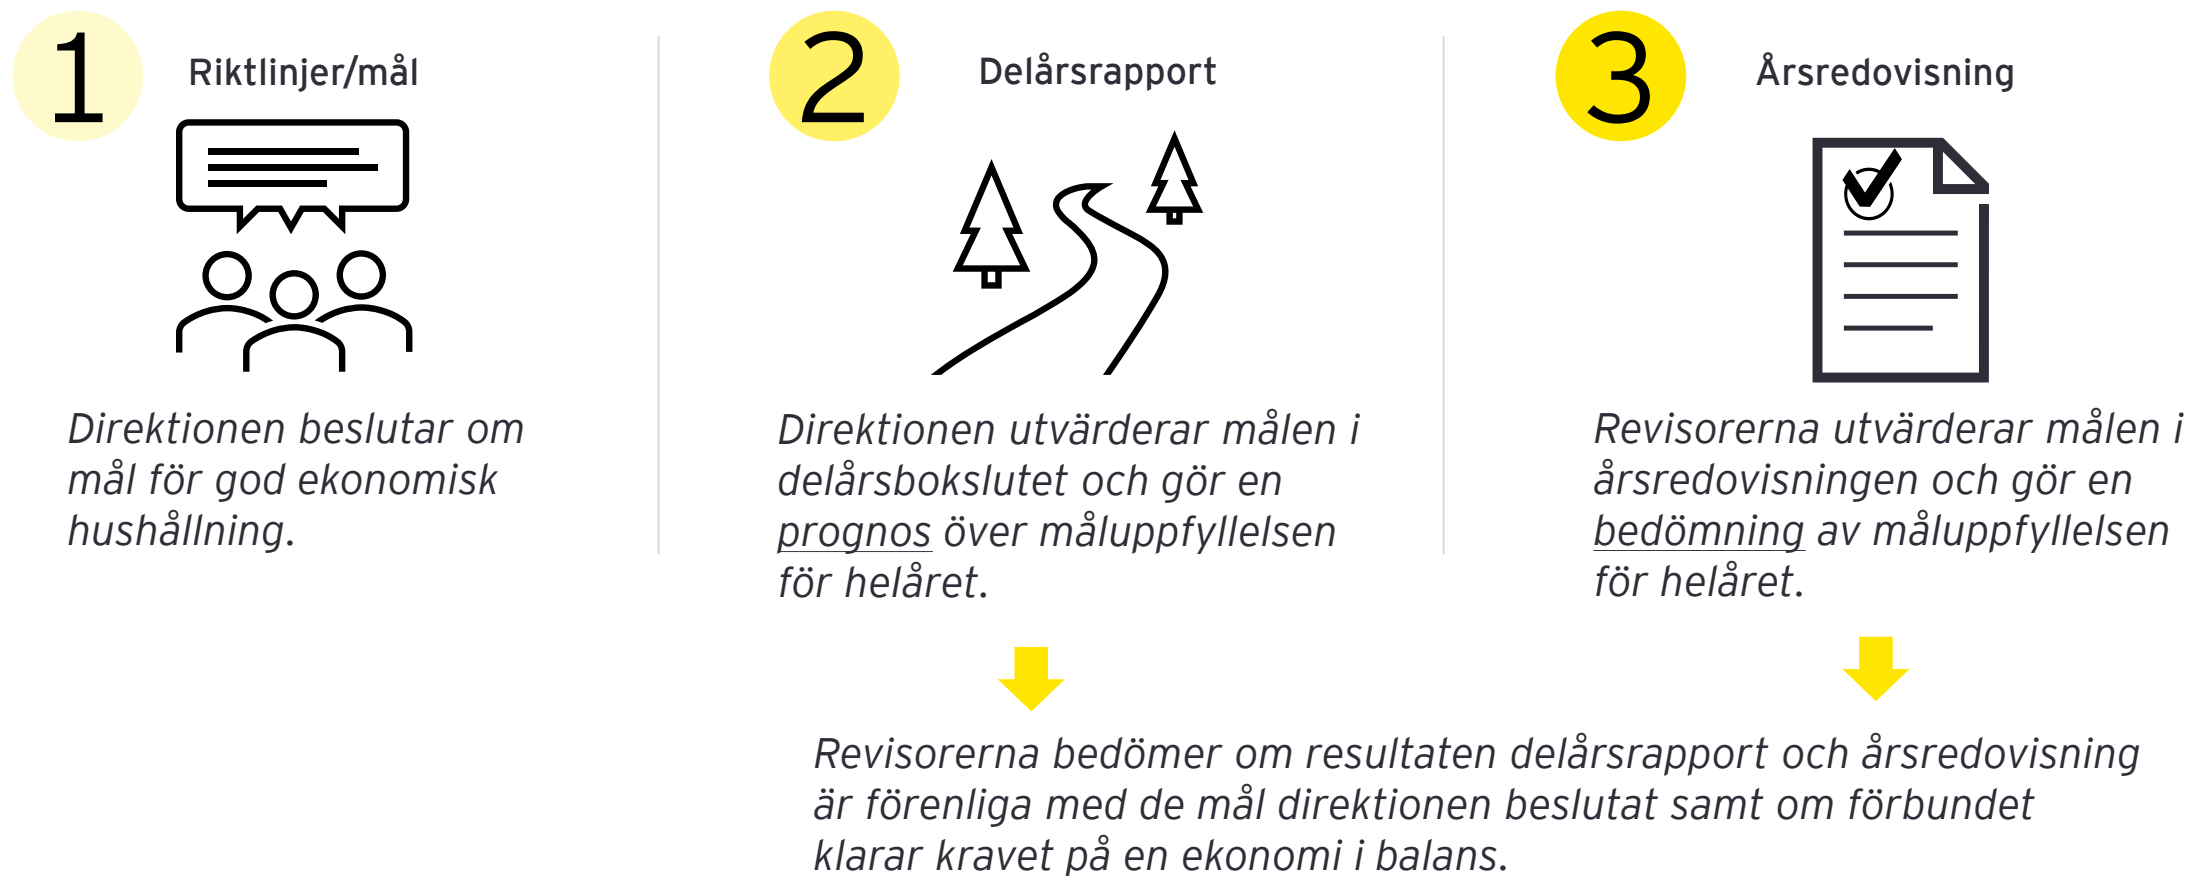 1
Riktlinjer/mål
Direktionen beslutar om
mål för god ekonomisk
hushållning.
2
Delårsrapport
Direktionen utvärderar målen i
delårsbokslutet och gör en
prognos över måluppfyllelsen
för helåret.
3
Årsredovisning
Revisorerna utvärderar målen i
årsredovisningen och gör en
bedömning av måluppfyllelsen
för helåret.
Revisorerna bedömer om resultaten delårsrapport och årsredovisning
är förenliga med de mål direktionen beslutat samt om förbundet
klarar kravet på en ekonomi i balans.